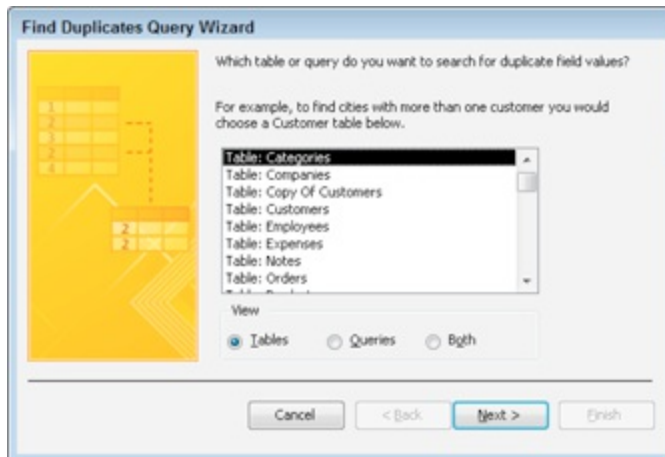 Find Duplicates Query Wizard
Which table or query do you want to search for duplicate field values?
For example, to find cities with more than one customer you would
choose a Customer table below.
Table: Categories
Table: Companies
Table: Copy Of Customers
Table: Customers
Table: Employees
Table: Expenses
Table: Notes
Table: Orders
View
Tables Queries Both
Cancel < Back Next > Finish